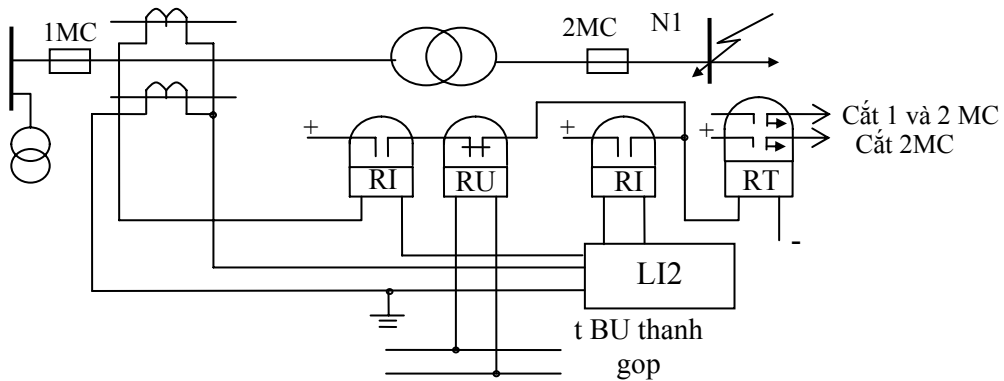 1MC
2MC
N1
+
+
+
Cắt 1 và 2 MC
Cắt 2MC
RI
RU
RI
RT
-
LI2
t BU thanh
gop